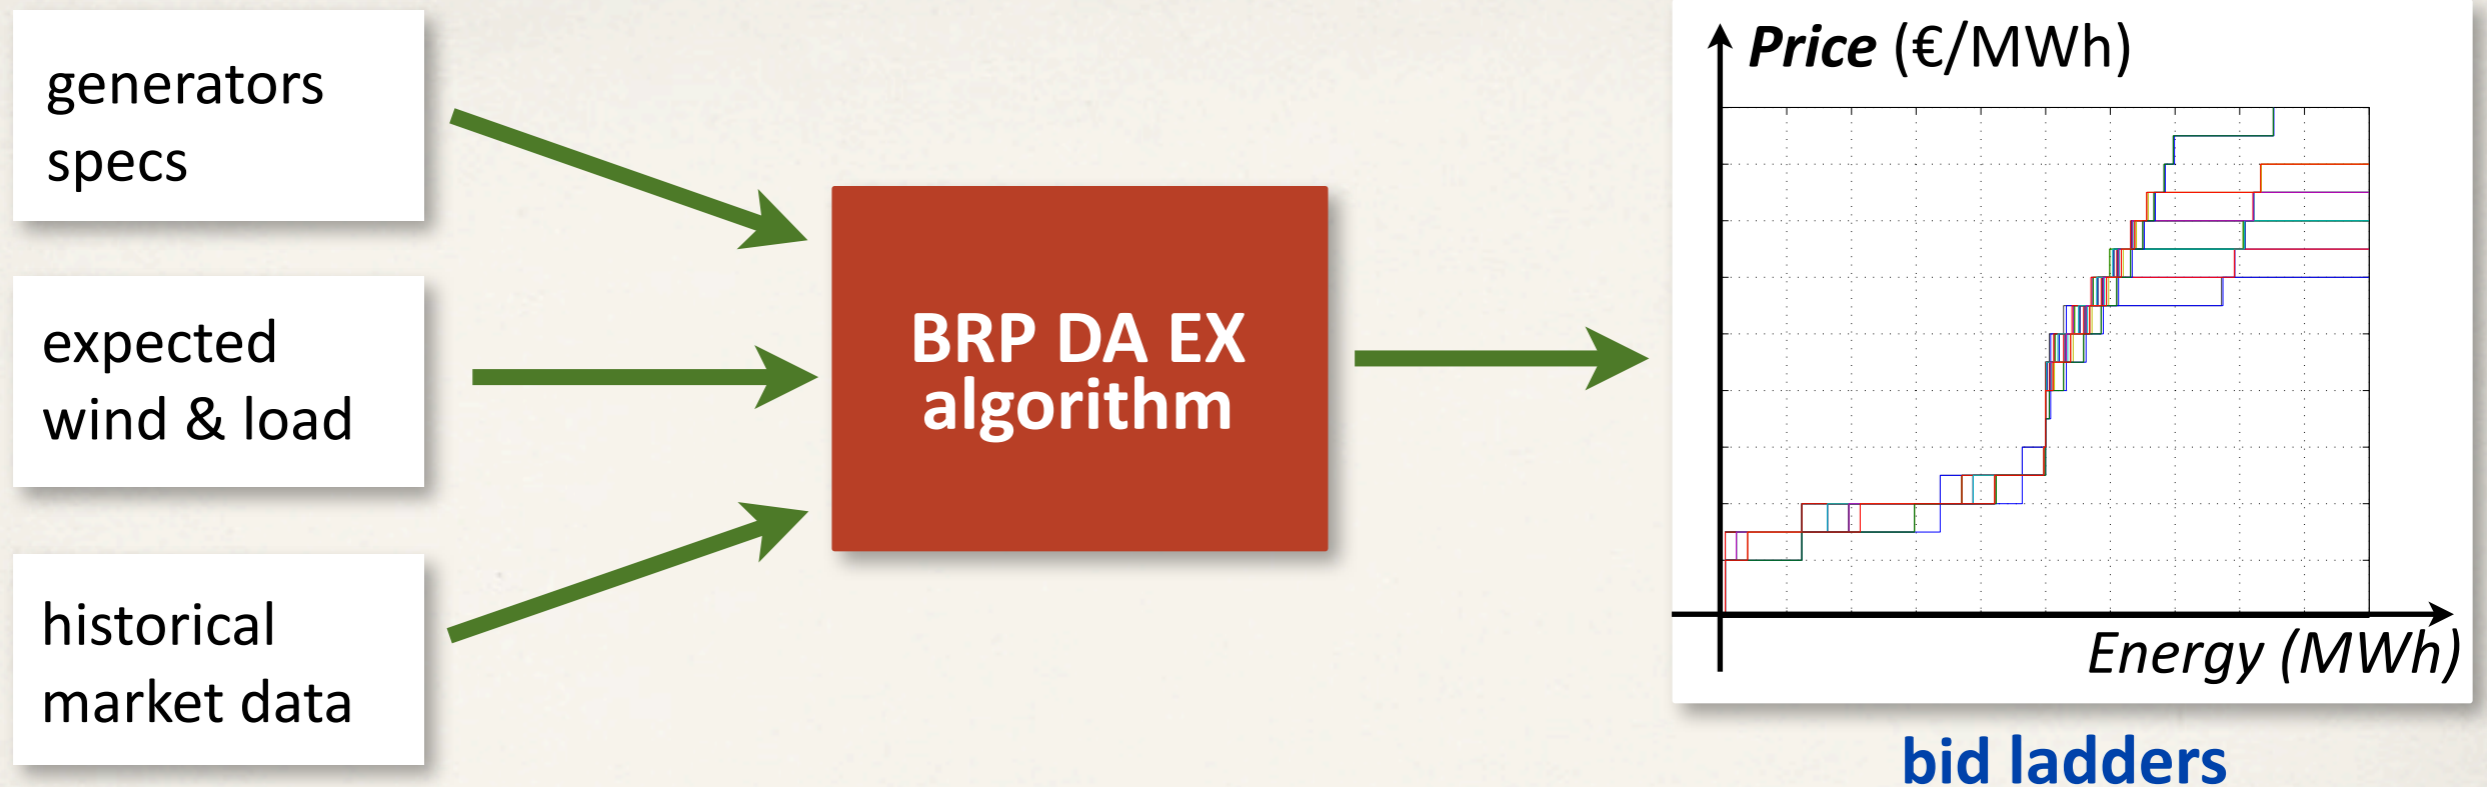 generators
specs
expected
wind & load
historical
market data
BRP DA EX
algorithm
Price (€/MWh)
Energy (MWh)
bid ladders